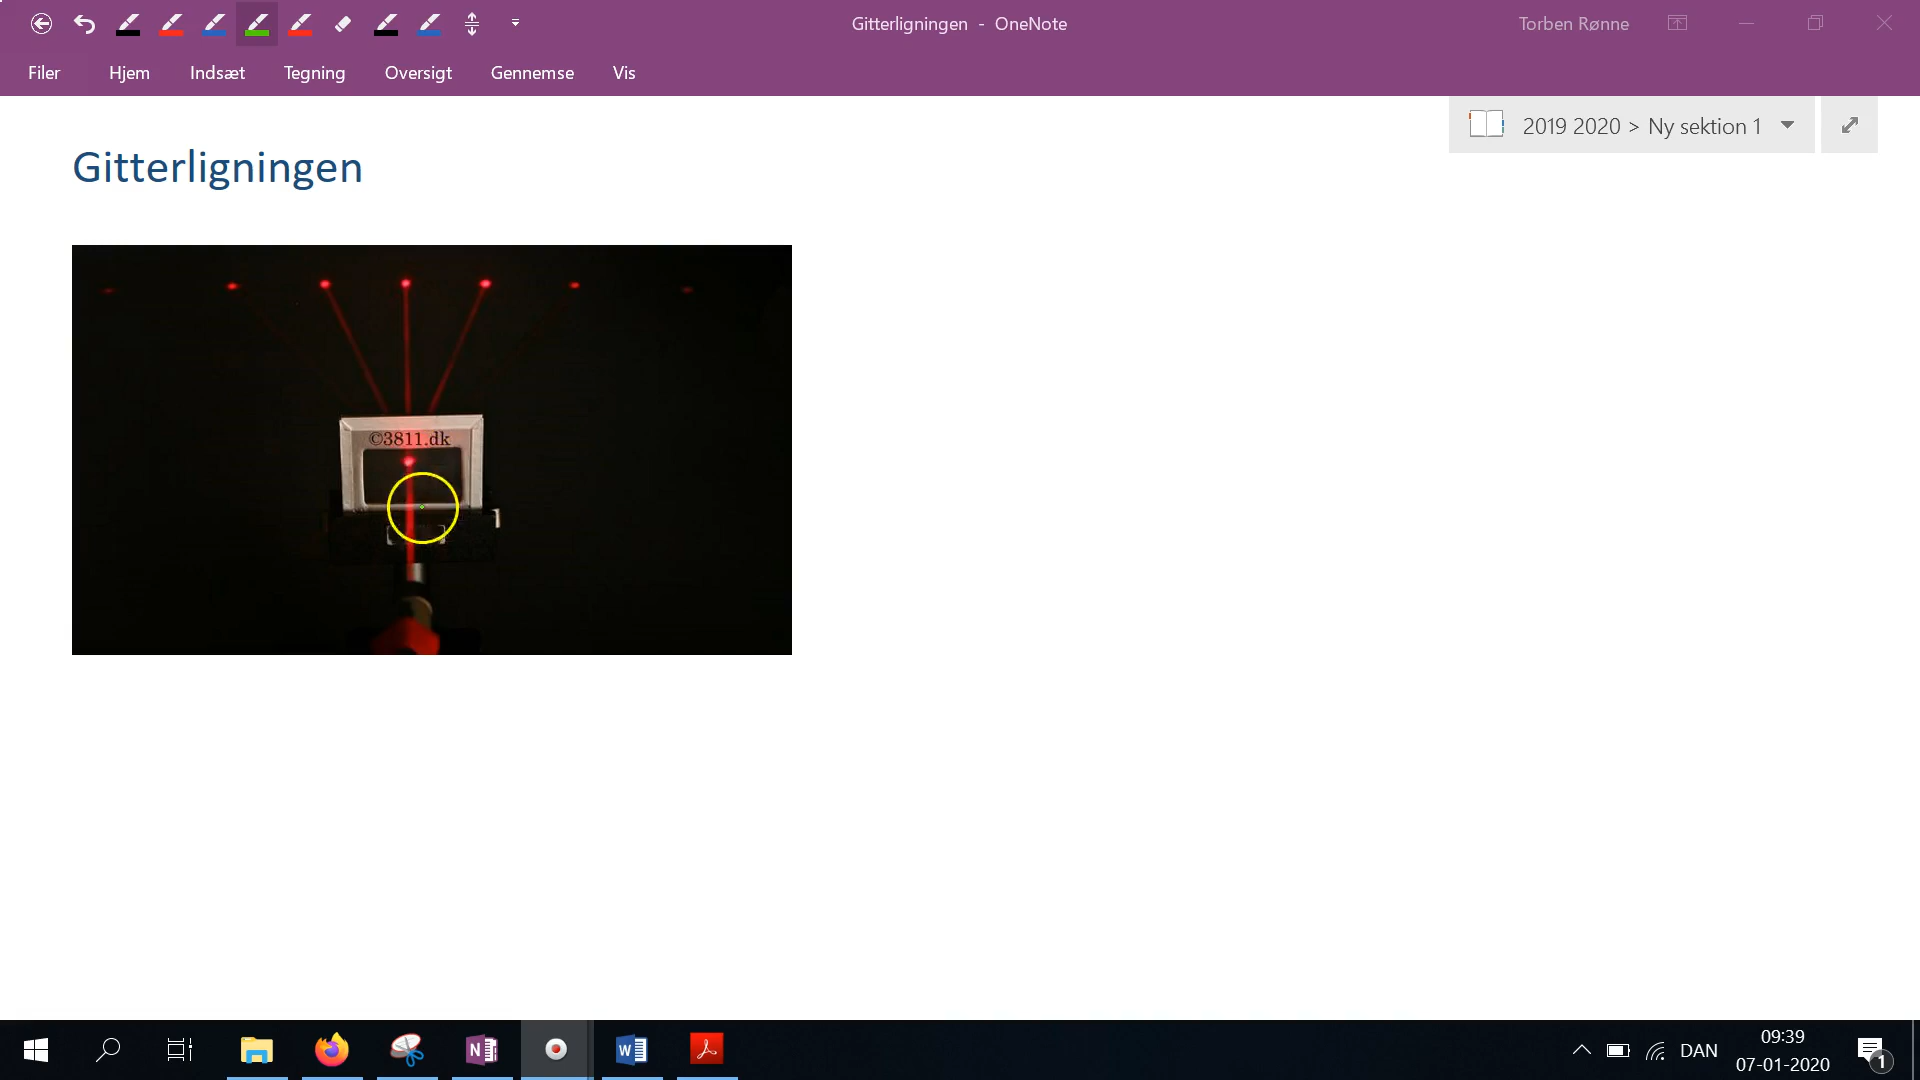 Gitterligningen - OneNote
Torben Rønne
Filer Hjem Indsæt Tegning Oversigt Gennemse Vis
2019 2020 > Ny sektion 1
Gitterligningen
©3811.dk
DAN
09:39
07-01-2020
1